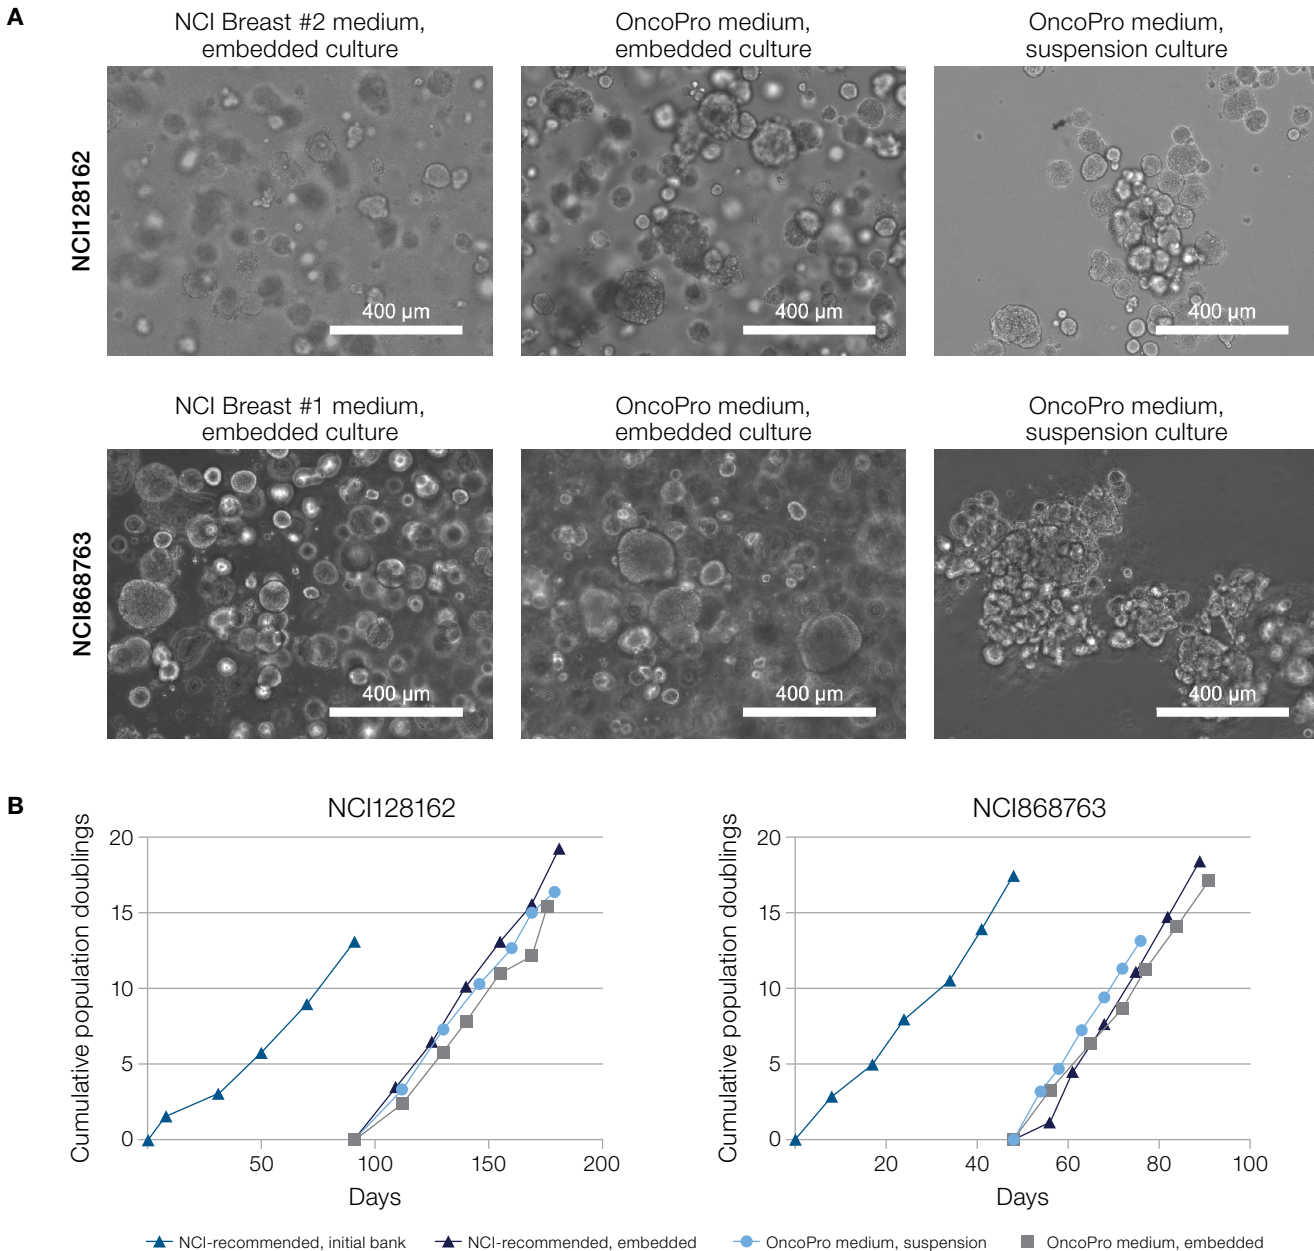 A
NCI Breast #2 medium,
embedded culture
OncoPro medium,
embedded culture
OncoPro medium,
suspension culture
NCI128162
400 µm
400 µm
400 µm
NCI Breast #1 medium,
embedded culture
OncoPro medium,
embedded culture
OncoPro medium,
suspension culture
NCI868763
400 µm
400 µm
400 µm
B
NCI128162
Cumulative population doublings
20
15
10
5
0
50
100
150
200
Days
NCI868763
Cumulative population doublings
20
15
10
5
0
20
40
60
80
100
Days
NCI-recommended, initial bank
NCI-recommended, embedded
OncoPro medium, suspension
OncoPro medium, embedded